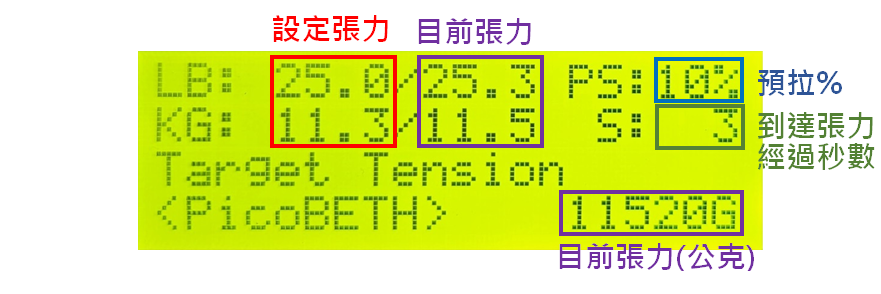 設定張力 目前張力
LB: 25.0/25.3 PS:10% 預拉%
KG: 11.3/11.5 S: 3 到達張力
經過秒數
Target Tension
<PicoBETH> 11520G
目前張力(公克)